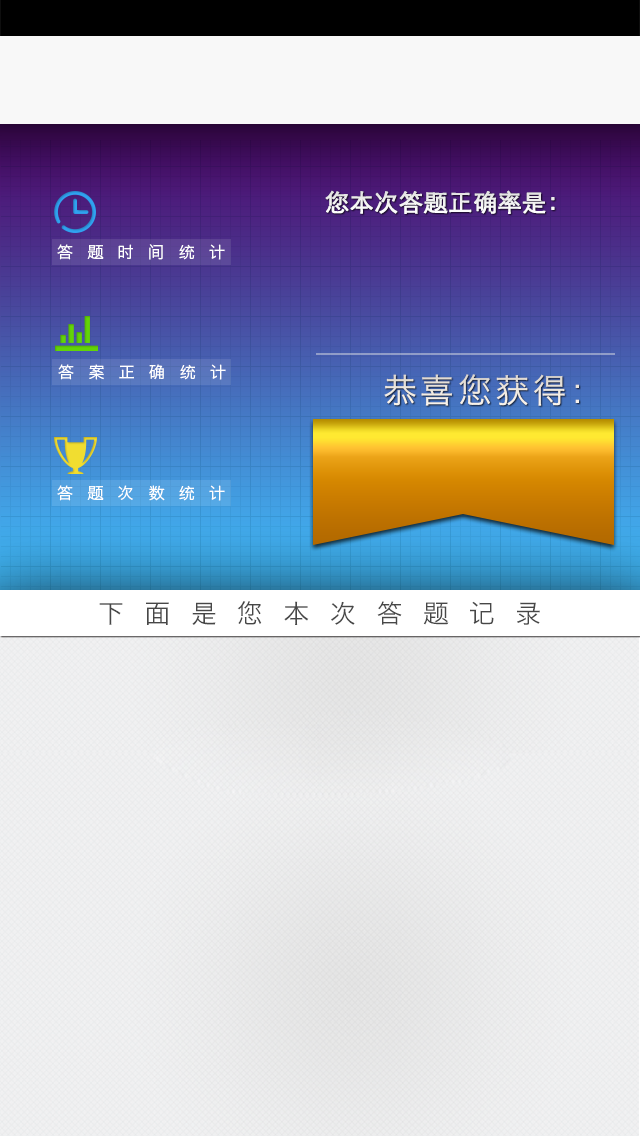 您本次答题正确率是:
答题时间统计
答案正确统计
恭喜您获得:
答题次数统计
下面是您本次答题记录